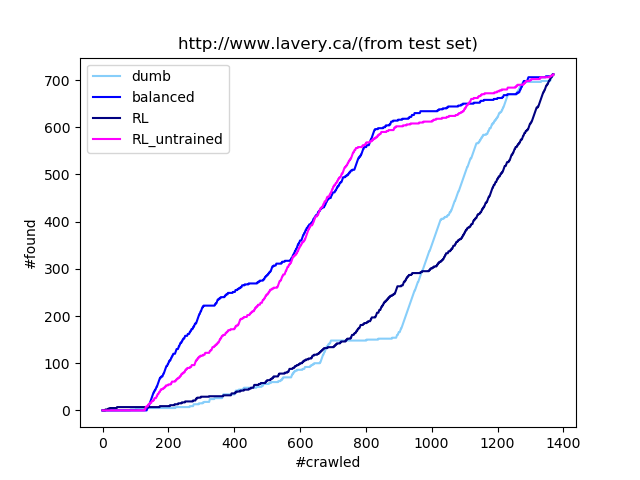 http://www.lavery.ca/(from test set)
dumb
balanced
RL
RL_untrained
700
600
500
400
300
200
100
0
#found
0 200 400 600 800 1000 1200 1400
#crawled